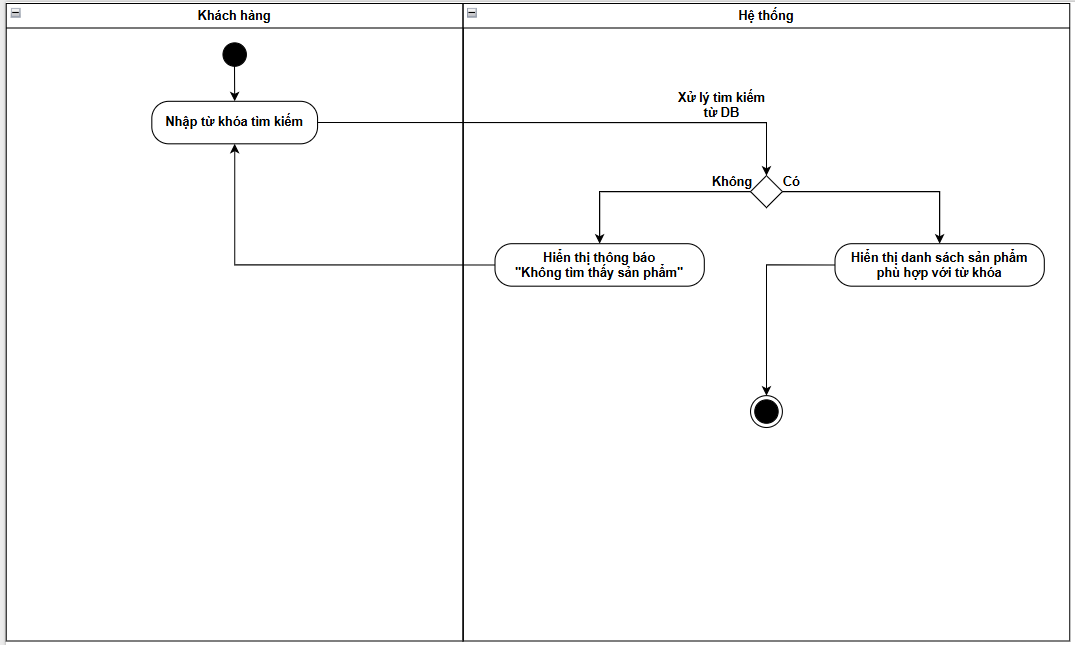 Khách hàng
Hệ thống
Nhập từ khóa tìm kiếm
Xử lý tìm kiếm
từ DB
Không
Có
Hiển thị thông báo
"Không tìm thấy sản phẩm"
Hiển thị danh sách sản phẩm
phù hợp với từ khóa